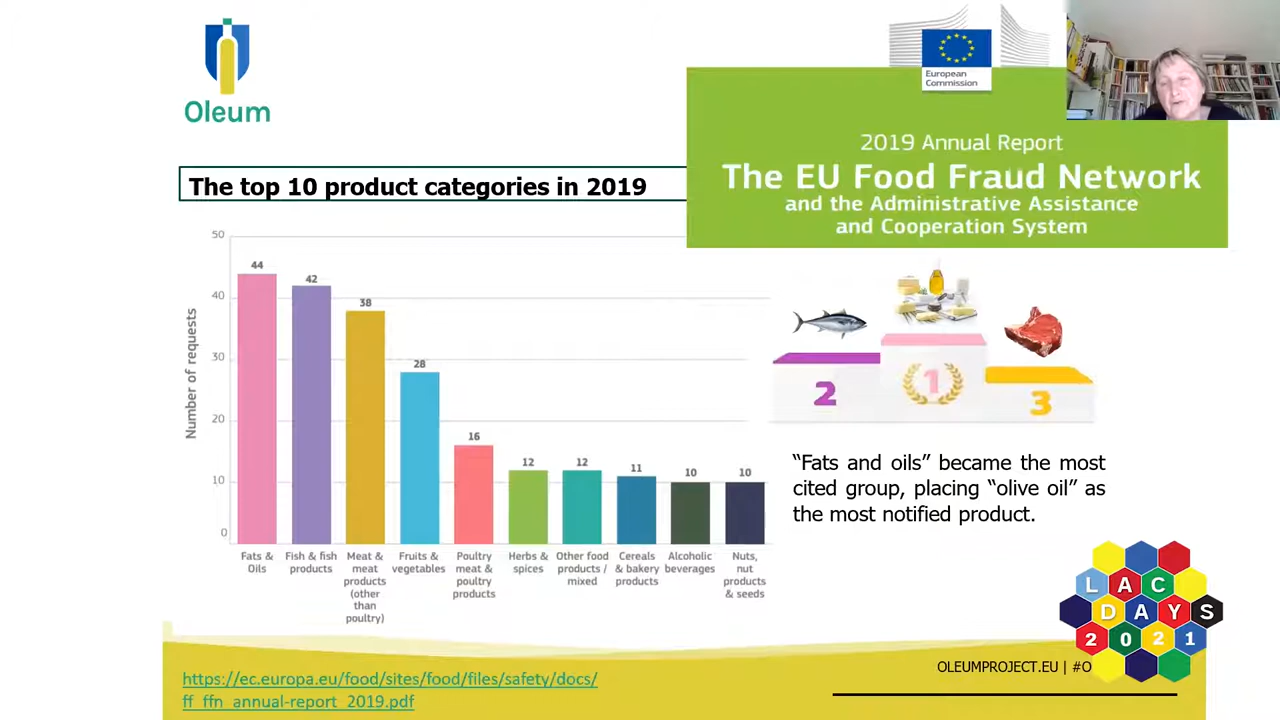 Oleum
European
Commission
2019 Annual Report
The EU Food Fraud Network
and the Administrative Assistance
and Cooperation System
The top 10 product categories in 2019
Number of requests
50
40
30
20
10
0
44
42
38
28
16
12
12
11
10
10
Fats &
Oils
Fish & fish
products
Meat &
meat
products
(other
than
poultry)
Fruits &
vegetables
Poultry
meat &
poultry
products
Herbs &
spices
Other food
products /
mixed
Cereals
& bakery
products
Alcoholic
beverages
Nuts,
nut
products
& seeds
2
1
3
“Fats and oils” became the most
cited group, placing “olive oil” as
the most notified product.
LAC
DAYS
2021
https://ec.europa.eu/food/sites/food/files/safety/docs/
ff_ffn_annual-report_2019.pdf
OLEUMPROJECT.EU | #O